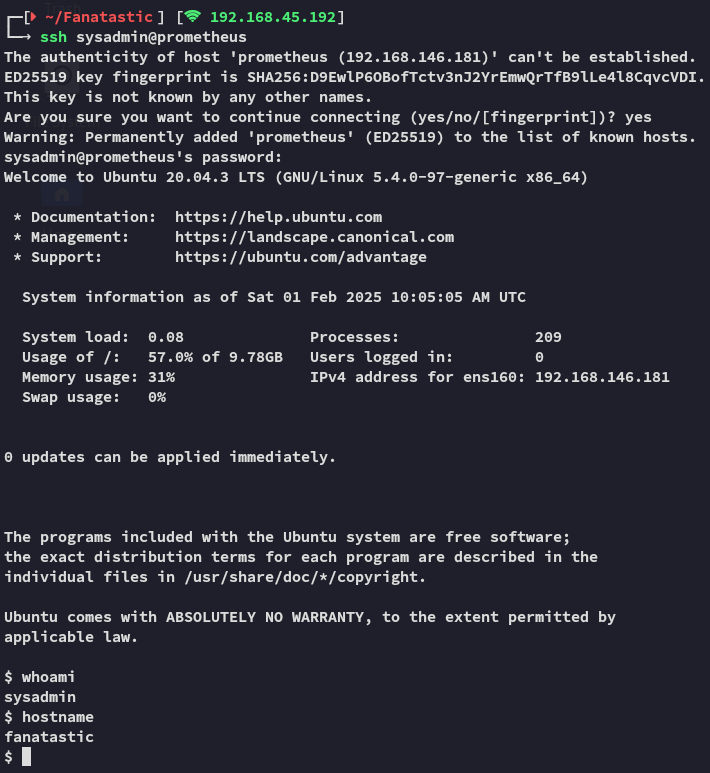 [~/Fanatastic] [192.168.45.192]
ssh sysadmin@prometheus
The authenticity of host 'prometheus (192.168.146.181)' can't be established.
ED25519 key fingerprint is SHA256:D9EwlP6OBofTctv3nJ2YrEmwQrTfB9lLe4l8CqvcVDI.
This key is not known by any other names.
Are you sure you want to continue connecting (yes/no/[fingerprint])? yes
Warning: Permanently added 'prometheus' (ED25519) to the list of known hosts.
sysadmin@prometheus's password:
Welcome to Ubuntu 20.04.3 LTS (GNU/Linux 5.4.0-97-generic x86_64)
* Documentation:  https://help.ubuntu.com
* Management:     https://landscape.canonical.com
* Support:        https://ubuntu.com/advantage
System information as of Sat 01 Feb 2025 10:05:05 AM UTC
System load:  0.08              Processes:               209
Usage of /:   57.0% of 9.78GB   Users logged in:         0
Memory usage: 31%               IPv4 address for ens160: 192.168.146.181
Swap usage:   0%
0 updates can be applied immediately.
The programs included with the Ubuntu system are free software;
the exact distribution terms for each program are described in the
individual files in /usr/share/doc/*/copyright.
Ubuntu comes with ABSOLUTELY NO WARRANTY, to the extent permitted by
applicable law.
$ whoami
sysadmin
$ hostname
fanatastic
$